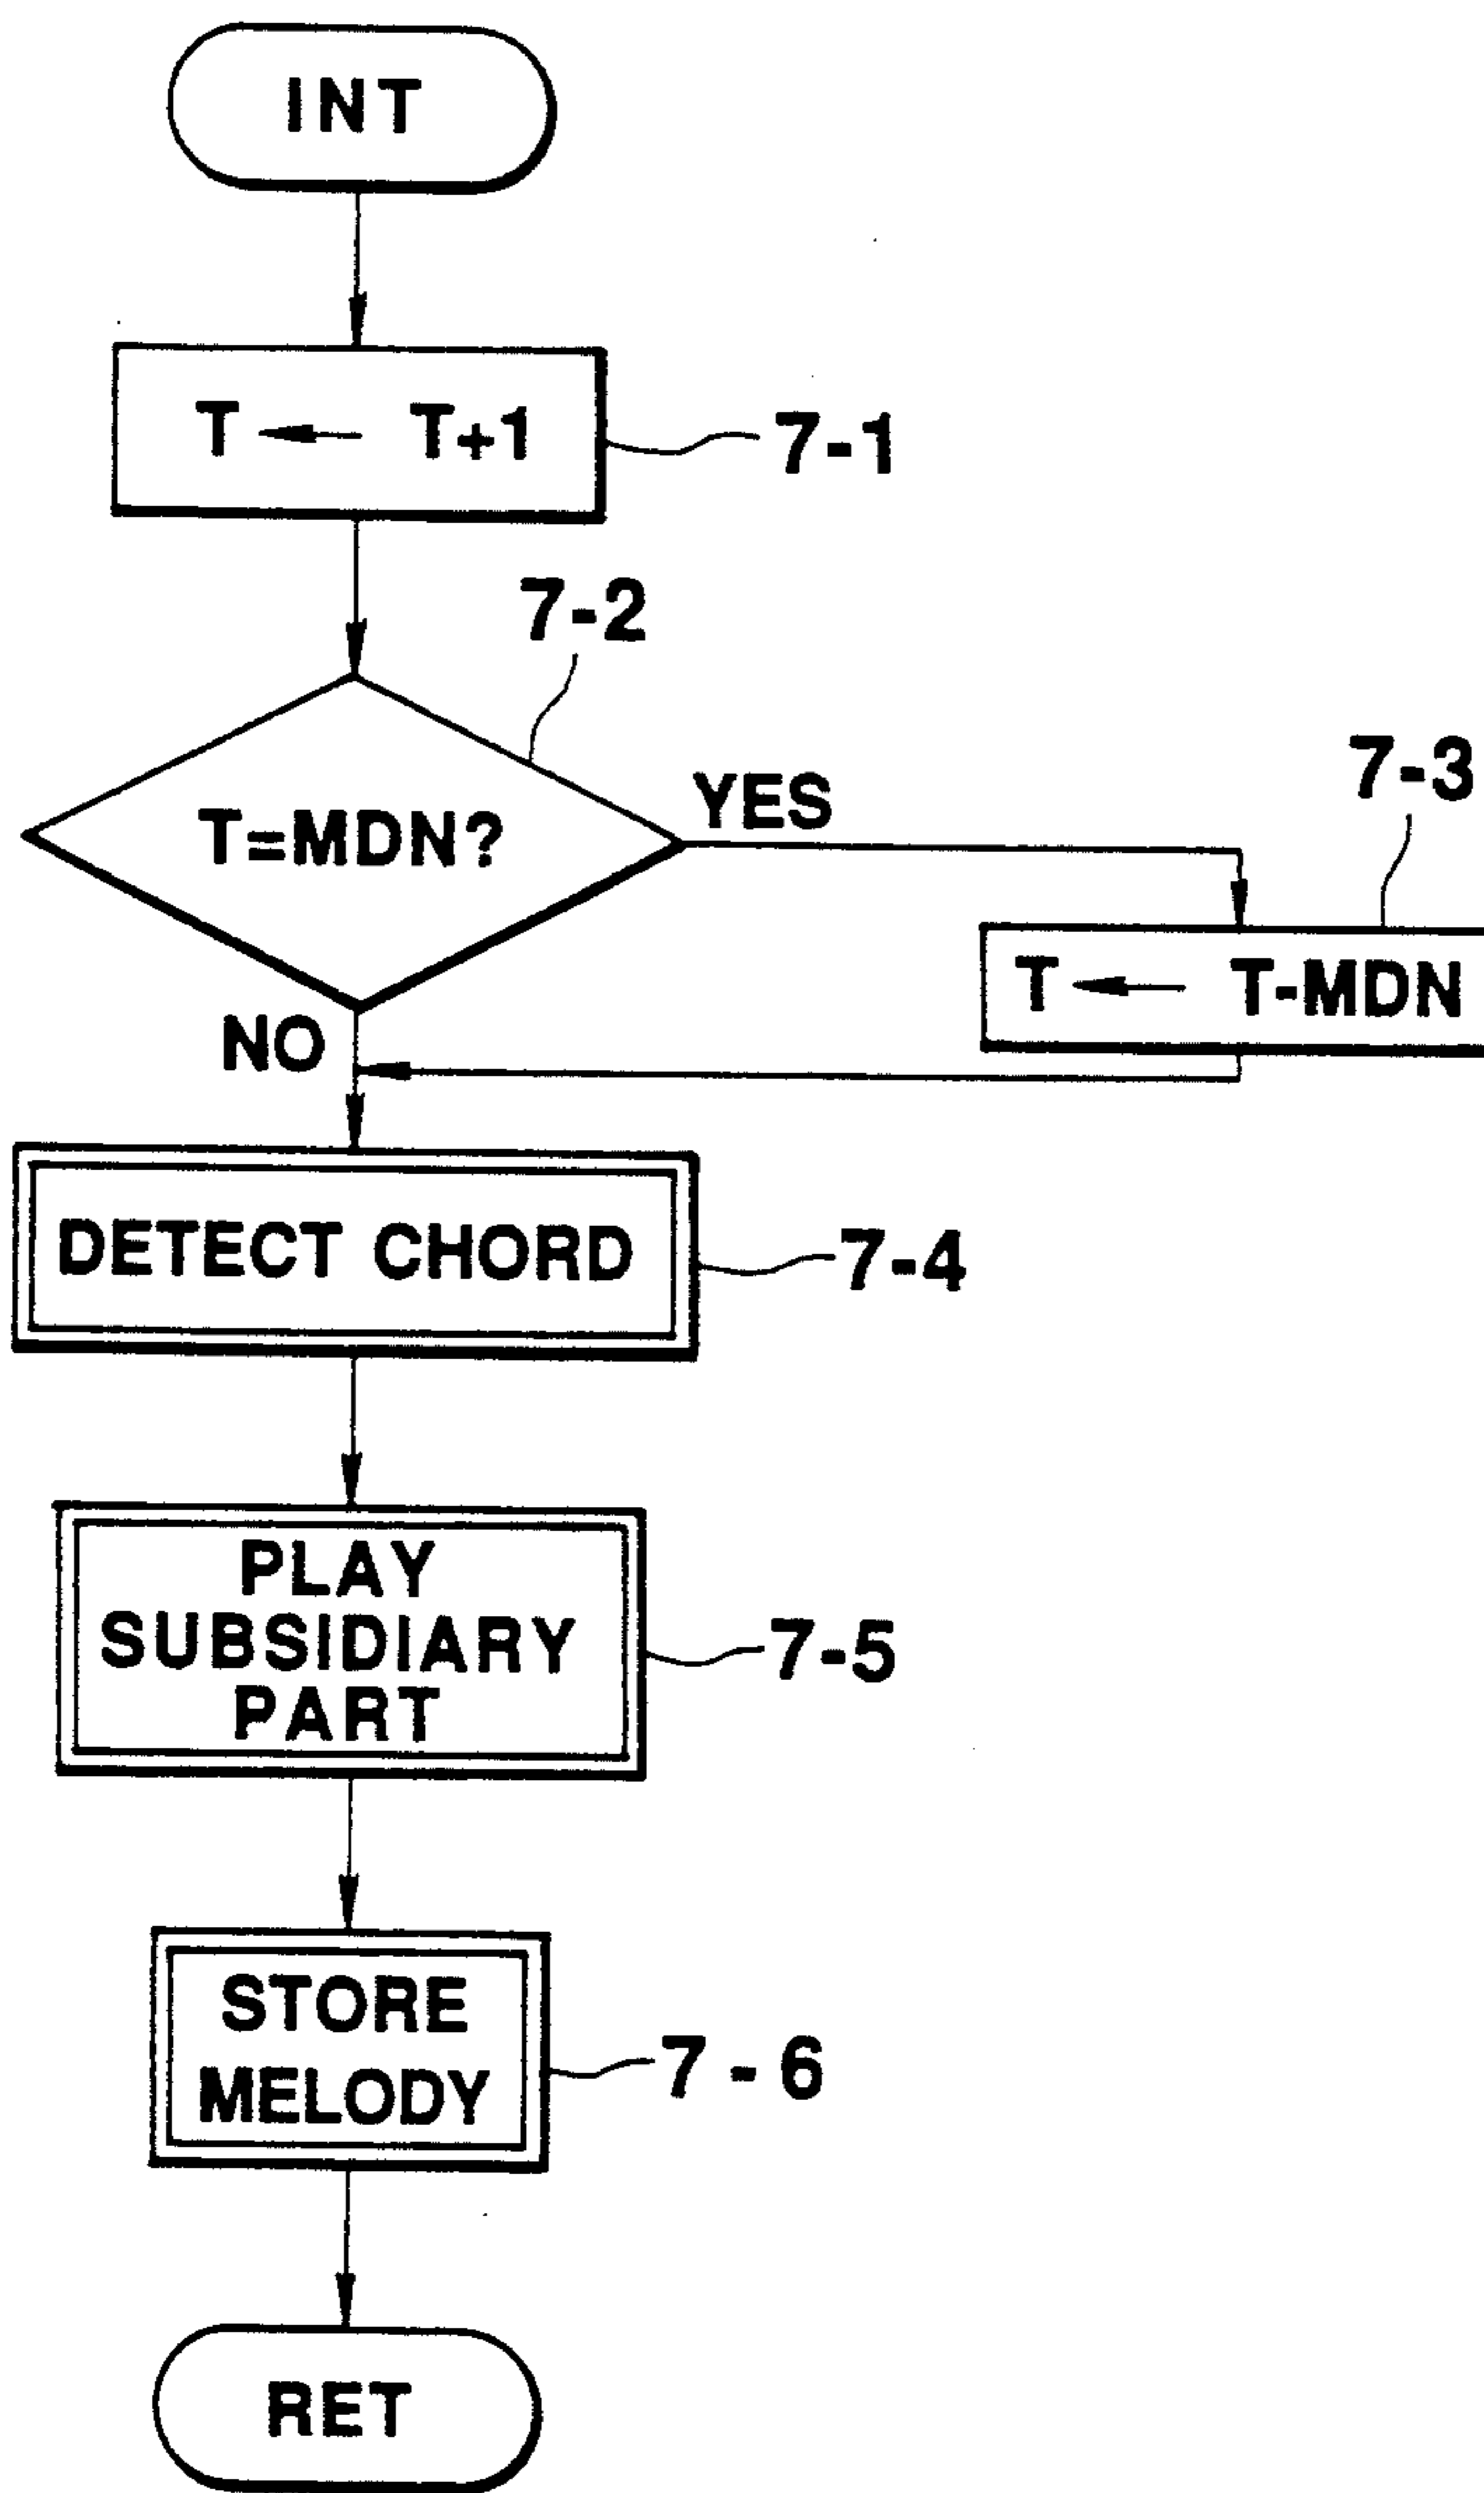 INT
T ← T+1
7-1
7-2
T=MDN?
YES
7-3
T ← T-MDN
NO
DETECT CHORD
7-4
PLAY
SUBSIDIARY
PART
7-5
STORE
MELODY
7-6
RET